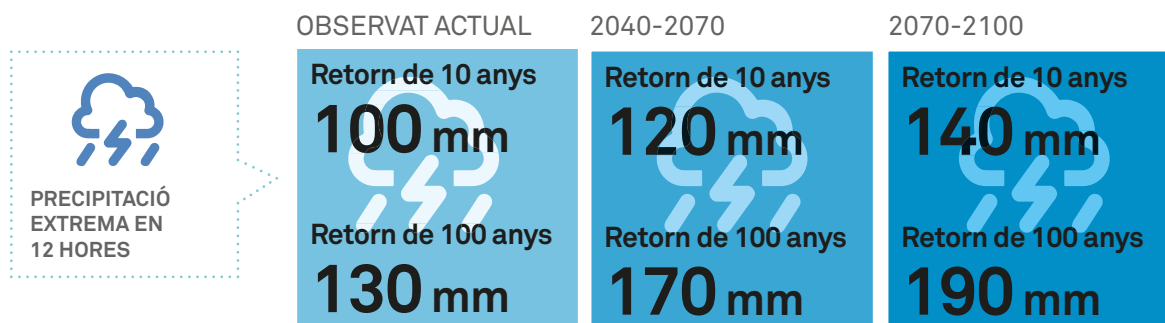 PRECIPITACIÓ
EXTREMA EN
12 HORES
OBSERVAT ACTUAL
Retorn de 10 anys
100 mm
Retorn de 100 anys
130 mm
2040-2070
Retorn de 10 anys
120 mm
Retorn de 100 anys
170 mm
2070-2100
Retorn de 10 anys
140 mm
Retorn de 100 anys
190 mm